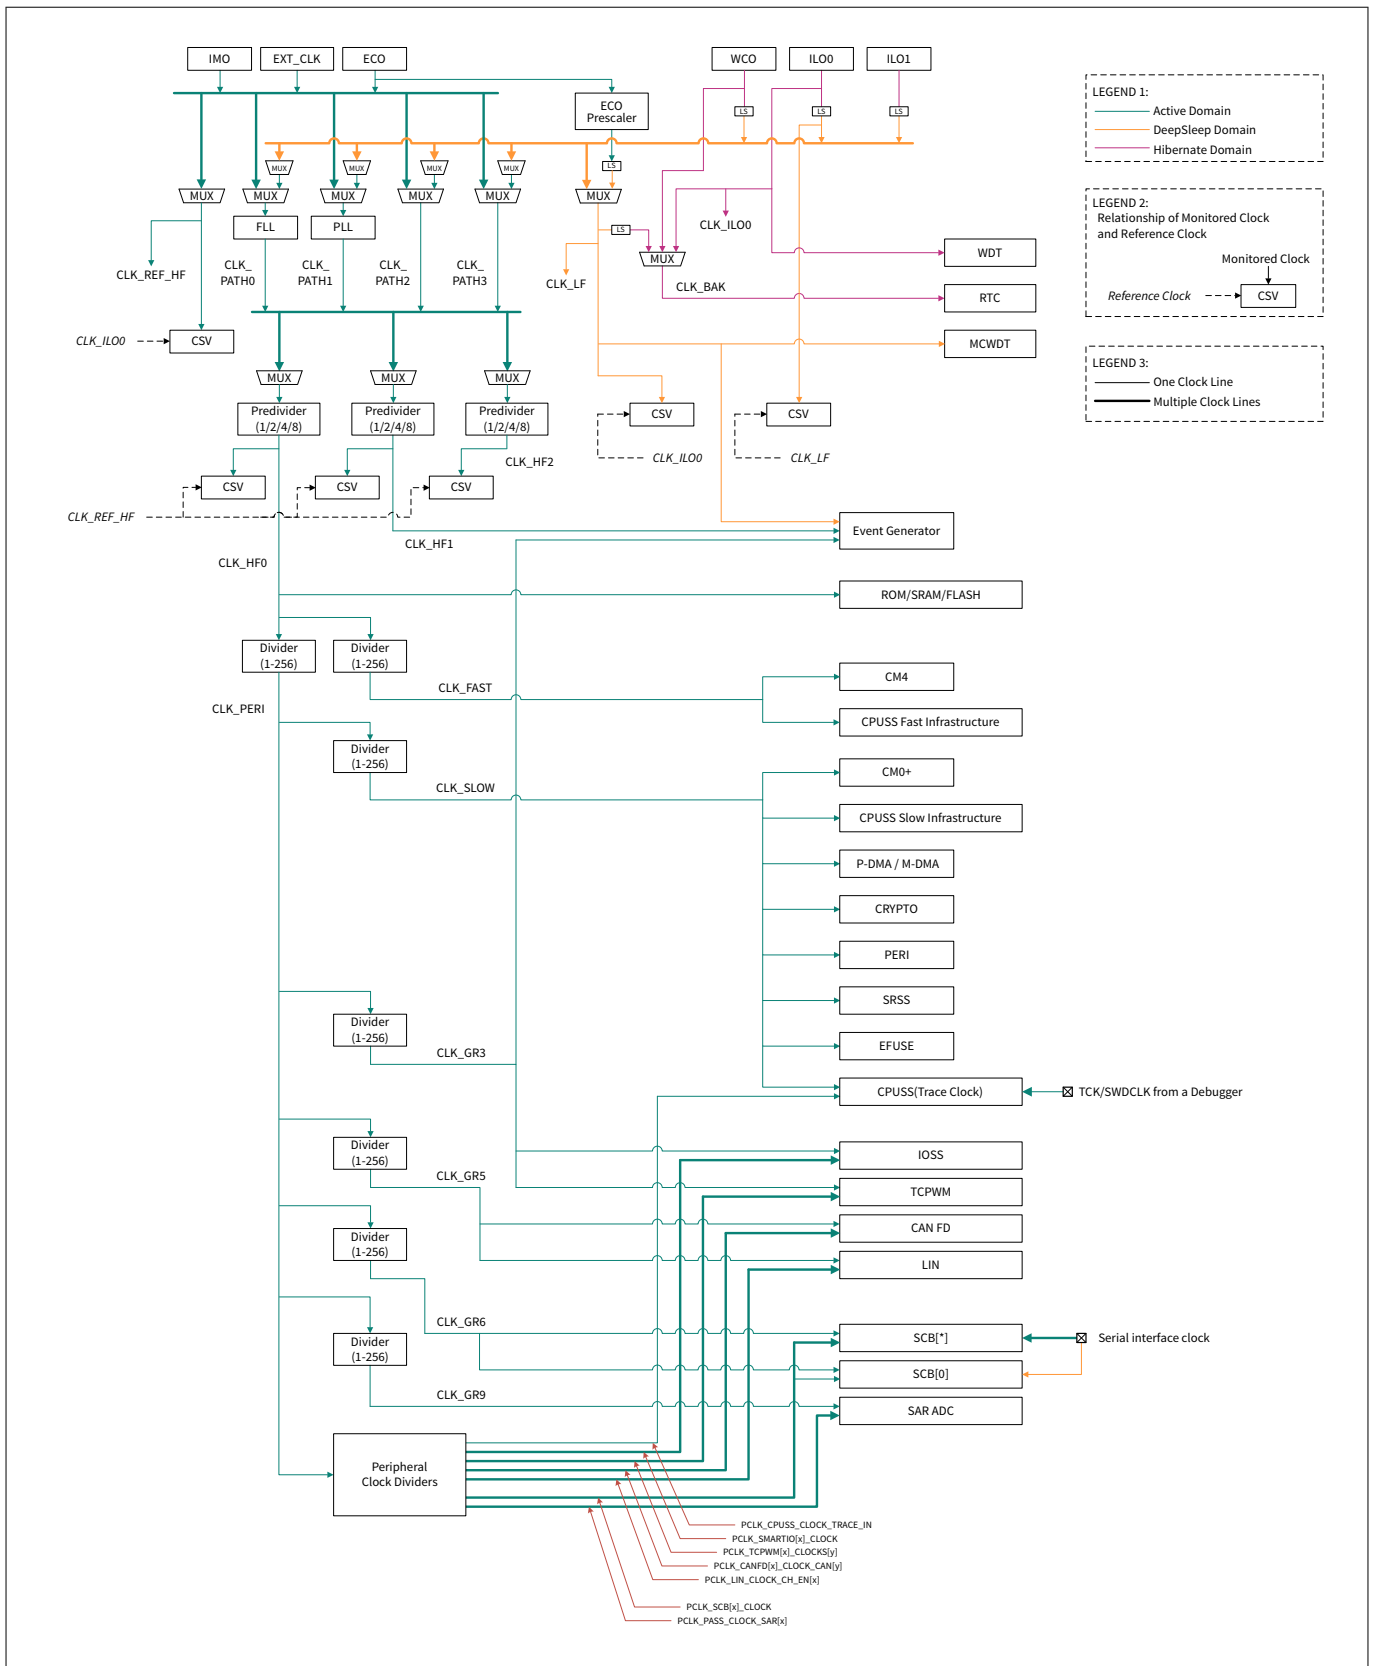 IMO
EXT_CLK
ECO
WCO
ILO0
ILO1
LEGEND 1:
Active Domain
DeepSleep Domain
Hibernate Domain
ECO
Prescaler
LS
LS
LS
LS
MUX
MUX
MUX
MUX
MUX
MUX
MUX
MUX
MUX
MUX
FLL
PLL
LS
CLK_ILO0
LEGEND 2:
Relationship of Monitored Clock
and Reference Clock
Monitored Clock
Reference Clock
CSV
CLK_REF_HF
CLK_
PATH0
CLK_
PATH1
CLK_
PATH2
CLK_
PATH3
CLK_LF
MUX
CLK_BAK
WDT
RTC
MCWDT
CLK_ILO0
CSV
LEGEND 3:
One Clock Line
Multiple Clock Lines
MUX
MUX
MUX
Predivider
(1/2/4/8)
Predivider
(1/2/4/8)
Predivider
(1/2/4/8)
CSV
CSV
CLK_HF2
CLK_ILO0
CLK_LF
CSV
CSV
CSV
CLK_REF_HF
CLK_HF1
Event Generator
CLK_HF0
ROM/SRAM/FLASH
Divider
(1-256)
Divider
(1-256)
CLK_FAST
CM4
CLK_PERI
CPUSS Fast Infrastructure
Divider
(1-256)
CLK_SLOW
CM0+
CPUSS Slow Infrastructure
P-DMA / M-DMA
CRYPTO
PERI
SRSS
Divider
(1-256)
CLK_GR3
EFUSE
CPUSS(Trace Clock)
TCK/SWDCLK from a Debugger
Divider
(1-256)
CLK_GR5
IOSS
TCPWM
CAN FD
Divider
(1-256)
LIN
CLK_GR6
SCB[*]
Serial interface clock
Divider
(1-256)
SCB[0]
CLK_GR9
SAR ADC
Peripheral
Clock Dividers
PCLK_CPUSS_CLOCK_TRACE_IN
PCLK_SMARTIO[x]_CLOCK
PCLK_TCPWM[x]_CLOCKS[y]
PCLK_CANFD[x]_CLOCK_CAN[y]
PCLK_LIN_CLOCK_CH_EN[x]
PCLK_SCB[x]_CLOCK
PCLK_PASS_CLOCK_SAR[x]